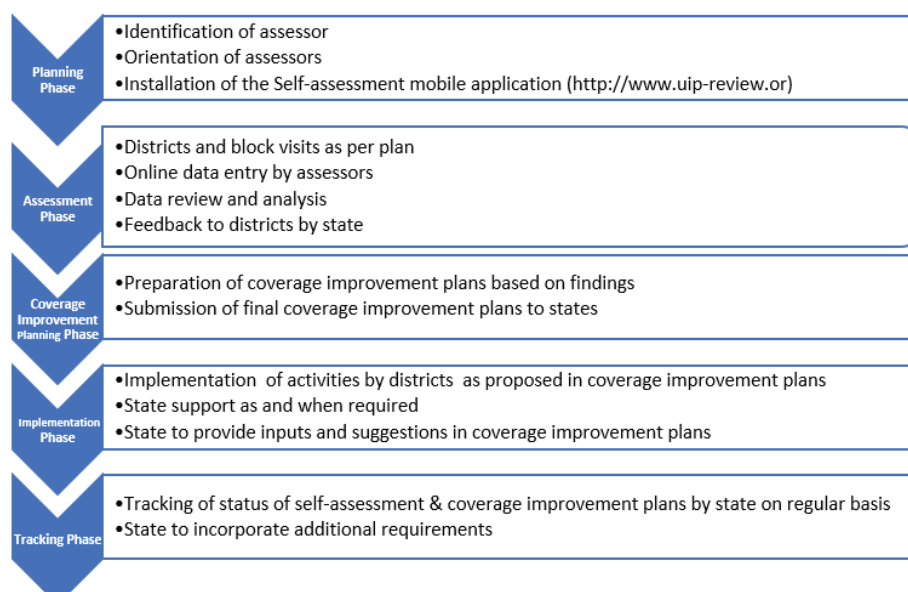 Planning
Phase
•Identification of assessor
•Orientation of assessors
•Installation of the Self-assessment mobile application (http://www.uip-review.or)
Assessment
Phase
•Districts and block visits as per plan
•Online data entry by assessors
•Data review and analysis
•Feedback to districts by state
Coverage
Improvement
Planning Phase
•Preparation of coverage improvement plans based on findings
•Submission of final coverage improvement plans to states
Implementation
Phase
•Implementation of activities by districts as proposed in coverage improvement plans
•State support as and when required
•State to provide inputs and suggestions in coverage improvement plans
Tracking Phase
•Tracking of status of self-assessment & coverage improvement plans by state on regular basis
•State to incorporate additional requirements